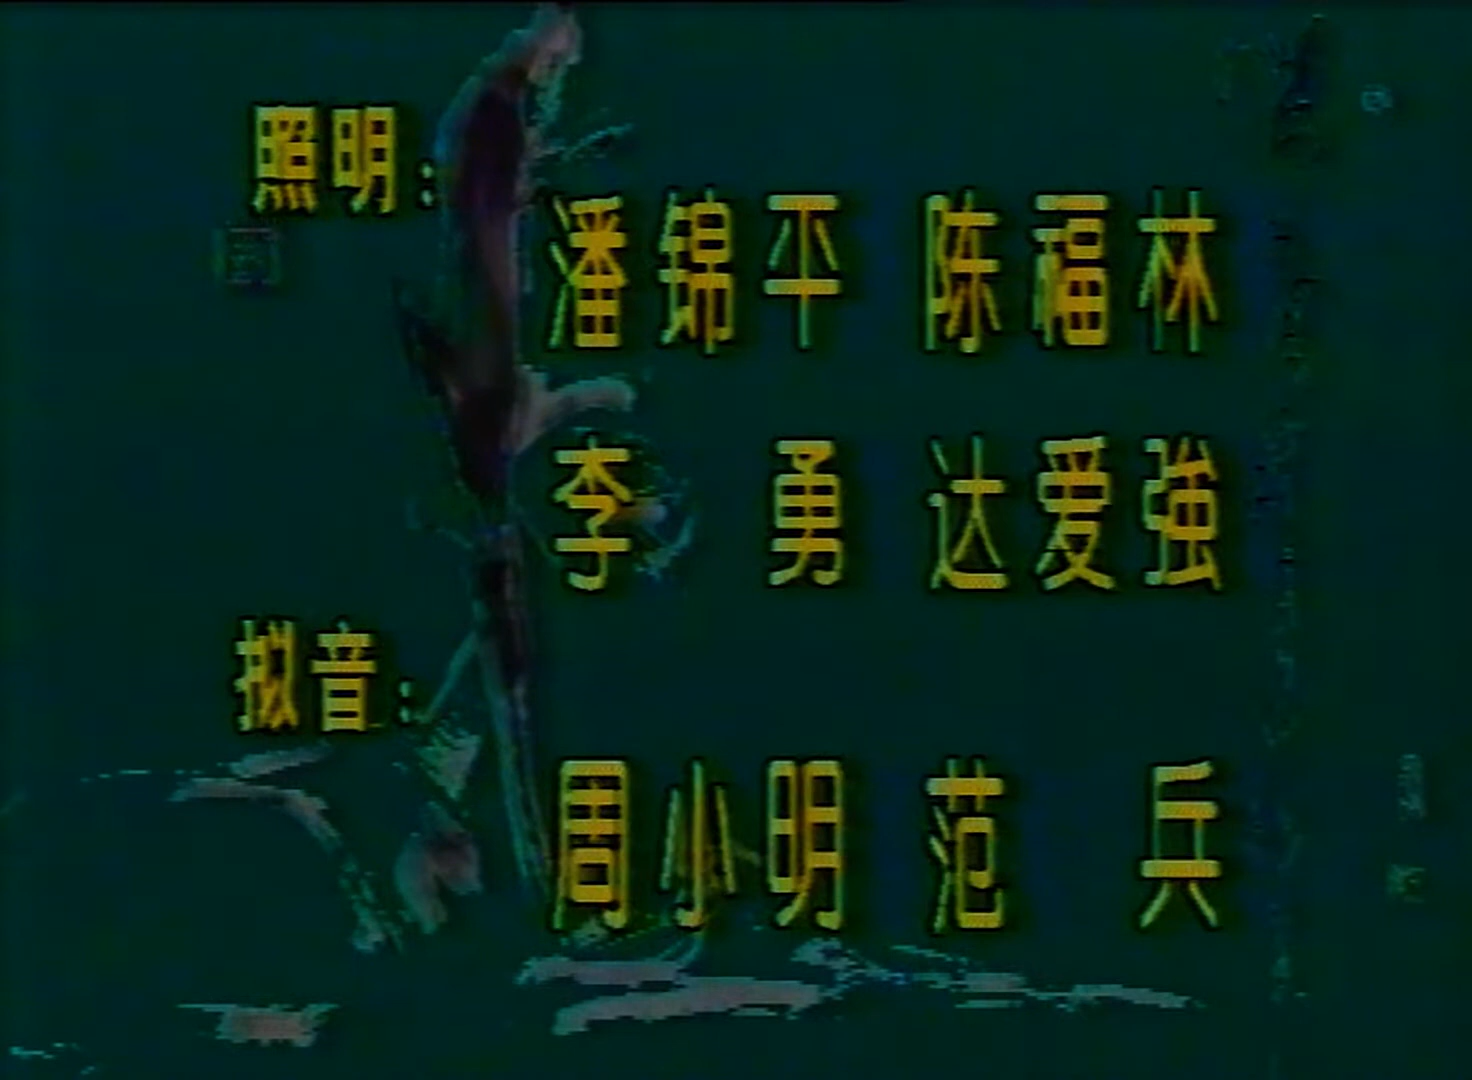 照明：
潘锦平 陈福林
李 勇 达爱強
拟音：
周小明 范 兵